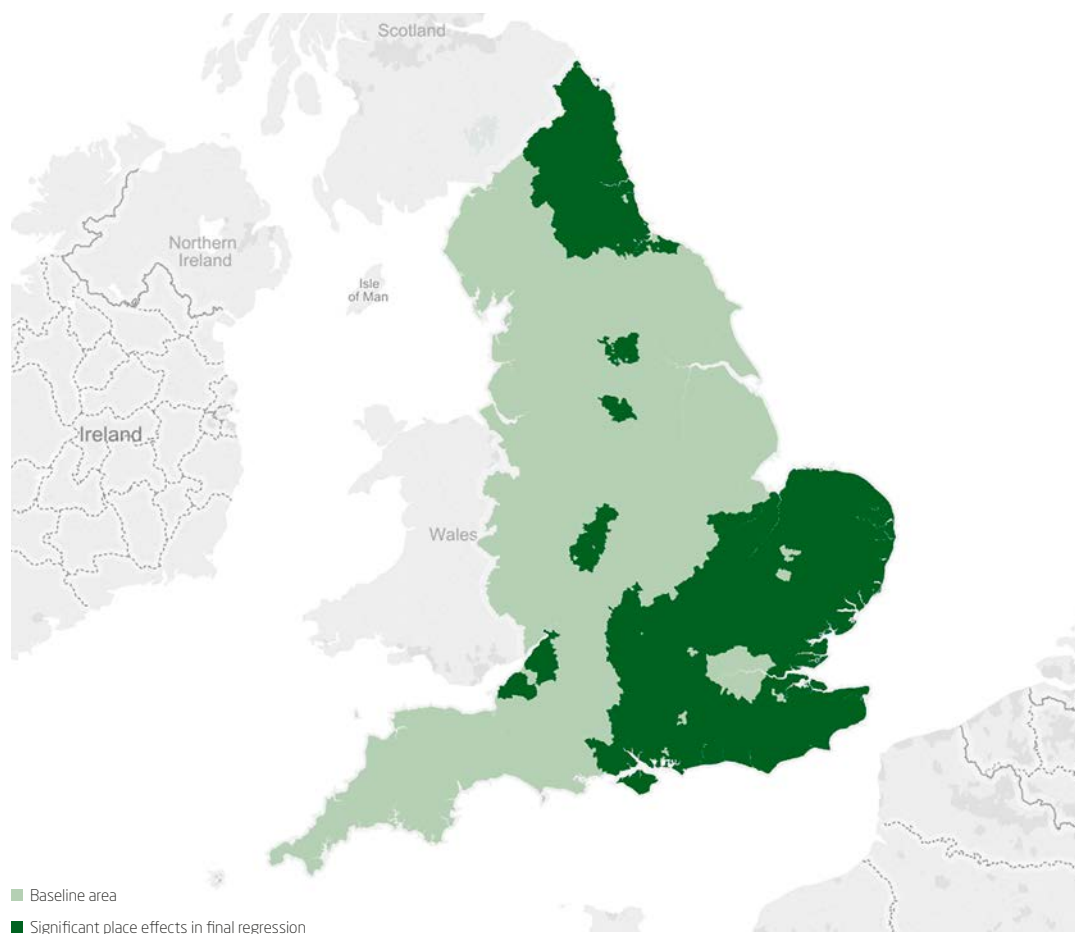 Scotland
Northern
Ireland
Isle
of Man
Ireland
Wales
Baseline area
Significant place effects in final regression